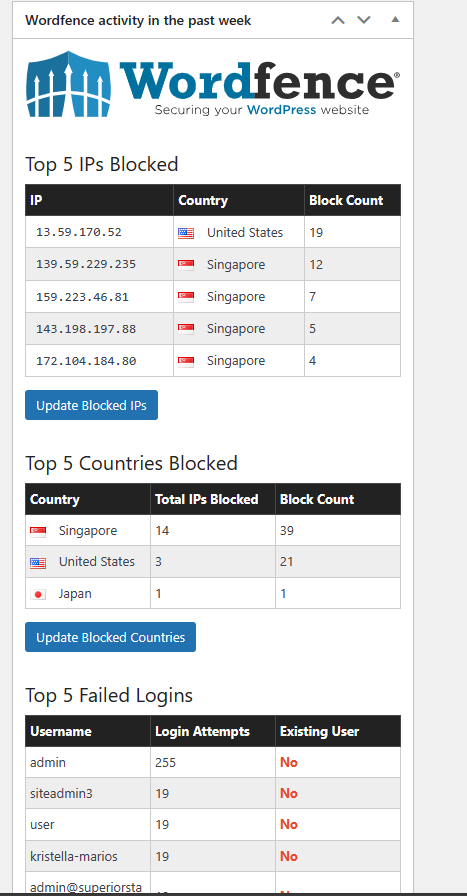 Wordfence activity in the past week
Wordfence®
Securing your WordPress website
Top 5 IPs Blocked
IP Country Block Count
13.59.170.52 United States 19
139.59.229.235 Singapore 12
159.223.46.81 Singapore 7
143.198.197.88 Singapore 5
172.104.184.80 Singapore 4
Update Blocked IPs
Top 5 Countries Blocked
Country Total IPs Blocked Block Count
Singapore 14 39
United States 3 21
Japan 1 1
Update Blocked Countries
Top 5 Failed Logins
Username Login Attempts Existing User
admin 255 No
siteadmin3 19 No
user 19 No
kristella-marios 19 No
admin@superiorsta